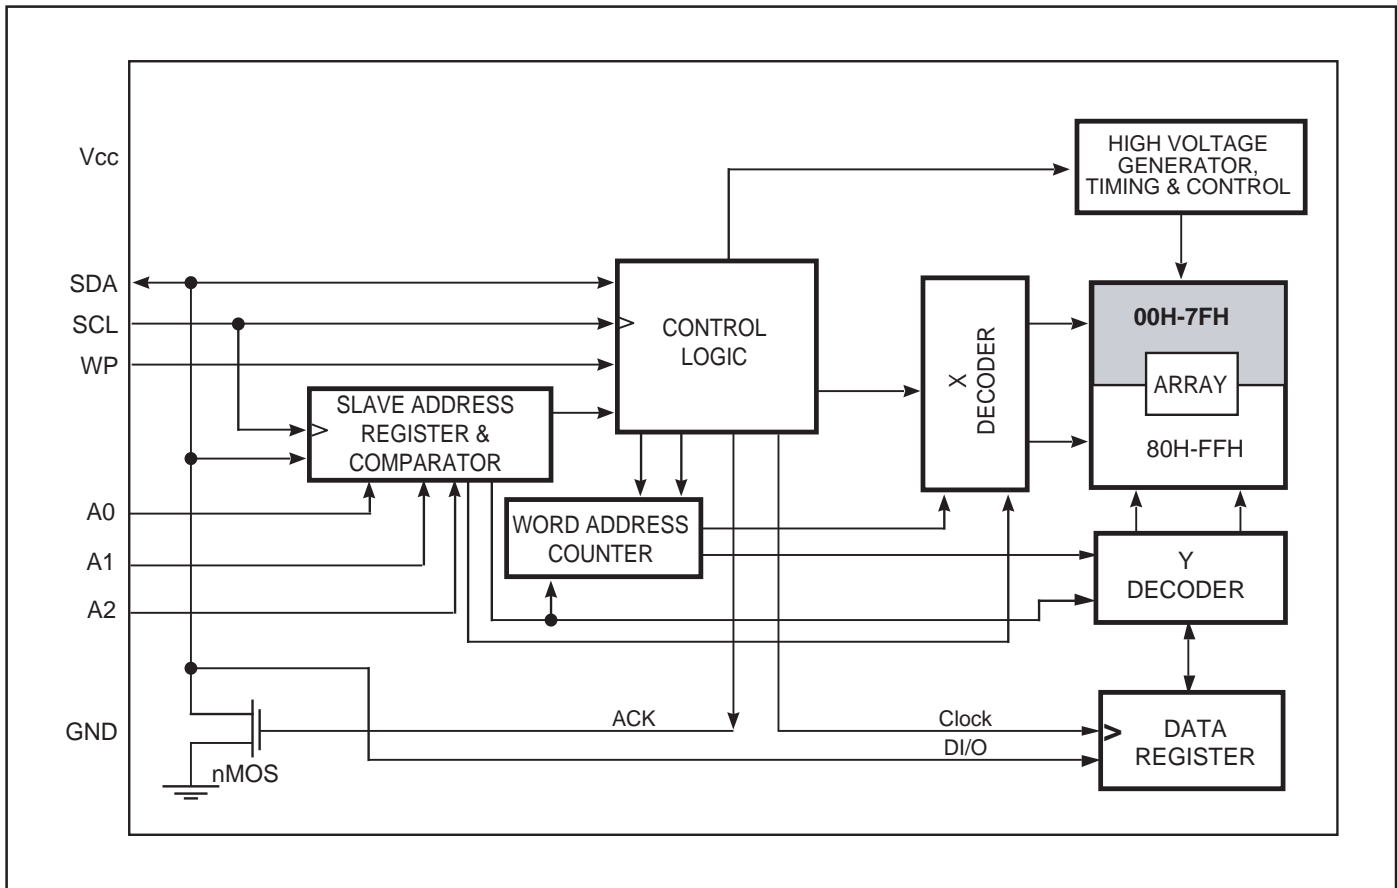 Vcc
HIGH VOLTAGE
GENERATOR,
TIMING & CONTROL
SDA
SCL
WP
CONTROL
LOGIC
X
DECODER
00H-7FH
ARRAY
80H-FFH
SLAVE ADDRESS
REGISTER &
COMPARATOR
A0
A1
A2
WORD ADDRESS
COUNTER
Y
DECODER
GND
nMOS
ACK
Clock
DI/O
>
DATA
REGISTER